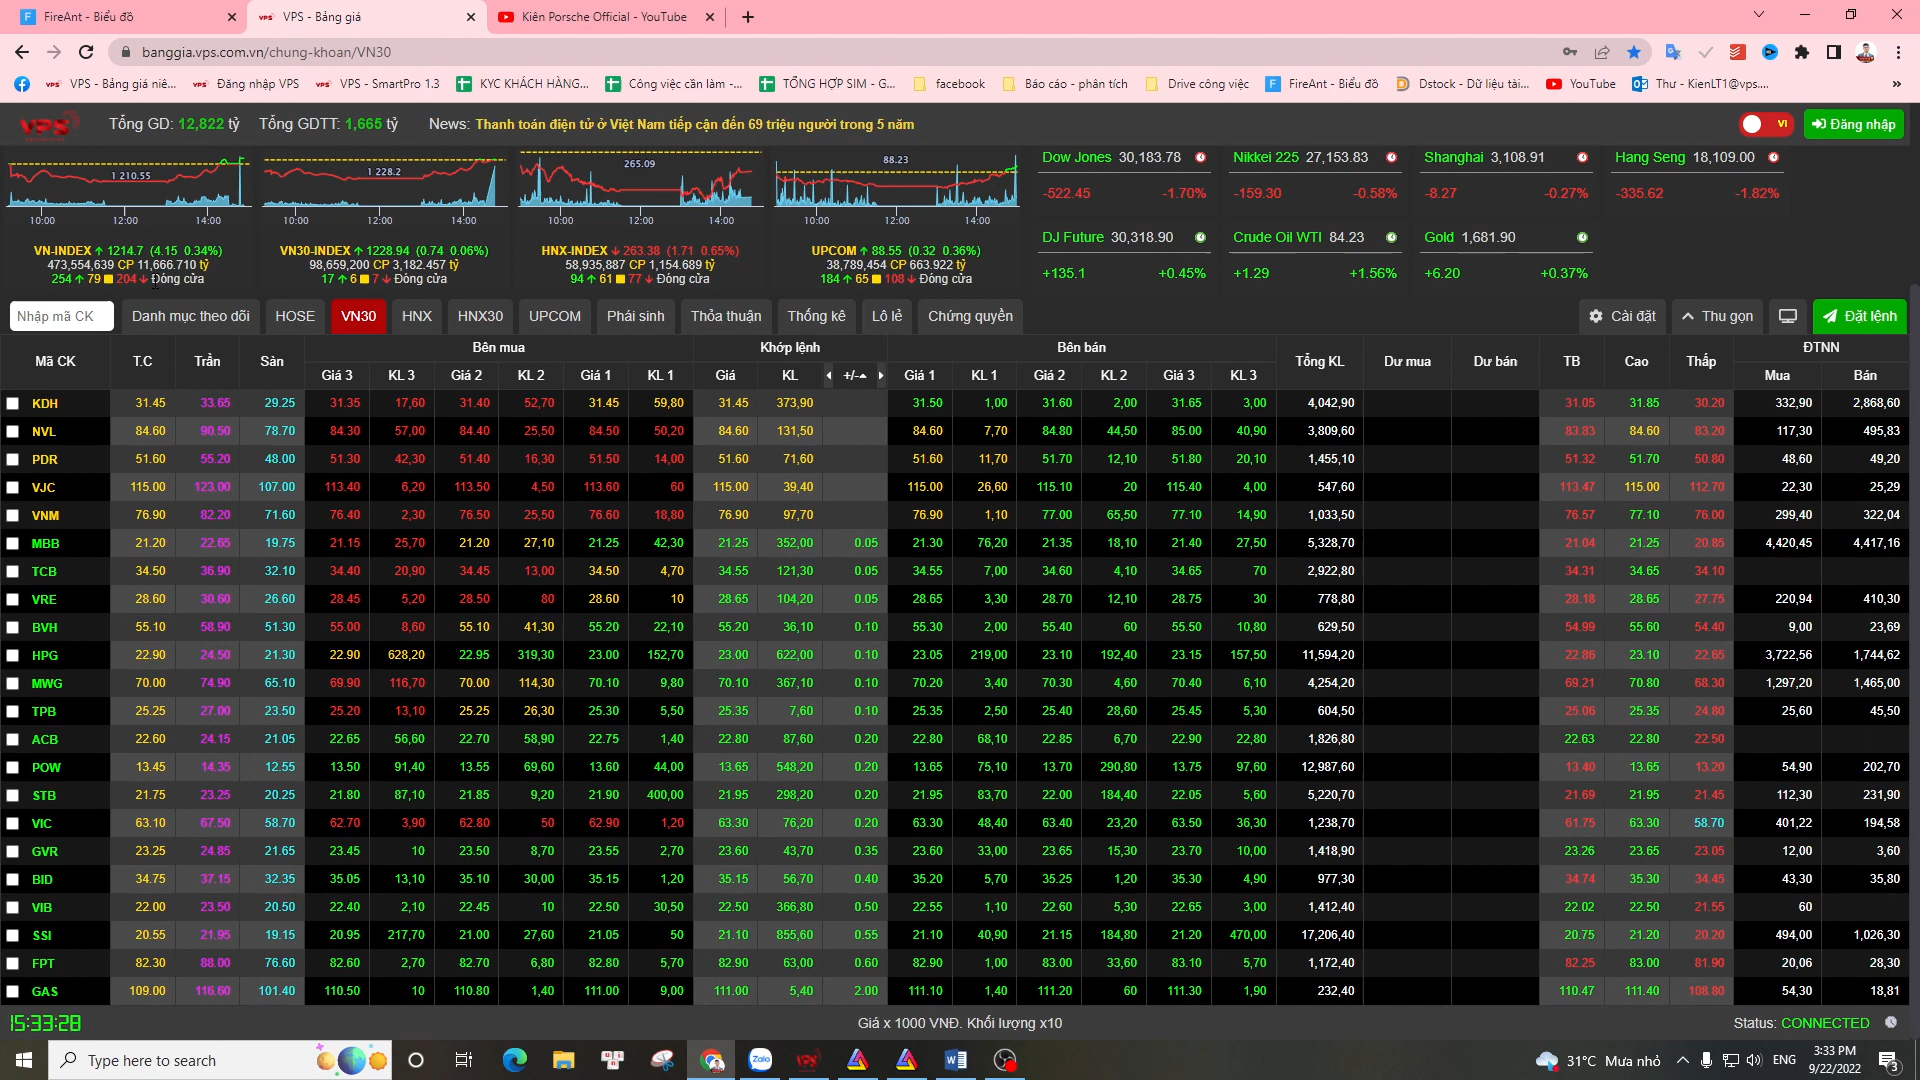 FireAnt - Biểu đồ
VPS - Bảng giá
Kiên Porsche Official - YouTube
banggia.vps.com.vn/chung-khoan/VN30
VPS - Bảng giá niê...
Đăng nhập VPS
VPS - SmartPro 1.3
KYC KHÁCH HÀNG...
Công việc cần làm -...
TỔNG HỢP SIM - G...
facebook
Báo cáo - phân tích
Drive công việc
FireAnt - Biểu đồ
Dstock - Dữ liệu tài...
YouTube
Thư - KienLT1@vps....
VPS Tổng GD: 12,822 tỷ Tổng GDTT: 1,665 tỷ News: Thanh toán điện tử ở Việt Nam tiếp cận đến 69 triệu người trong 5 năm VI Đăng nhập
1 210.55 1 228.2 265.09 88.23
10:00 12:00 14:00 10:00 12:00 14:00 10:00 12:00 14:00 10:00 12:00 14:00
Dow Jones 30,183.78 Nikkei 225 27,153.83 Shanghai 3,108.91 Hang Seng 18,109.00
-522.45 -1.70% -159.30 -0.58% -8.27 -0.27% -335.62 -1.82%
DJ Future 30,318.90 Crude Oil WTI 84.23 Gold 1,681.90
+135.1 +0.45% +1.29 +1.56% +6.20 +0.37%
VN-INDEX 1214.7 (4.15 0.34%) VN30-INDEX 1228.94 (0.74 0.06%) HNX-INDEX 263.38 (1.71 0.65%) UPCOM 88.55 (0.32 0.36%)
473,554,639 CP 11,666.710 tỷ 98,659,200 CP 3,182.457 tỷ 58,935,887 CP 1,154.689 tỷ 38,789,454 CP 663.922 tỷ
254 79 204 Đóng cửa 17 6 7 Đóng cửa 94 61 77 Đóng cửa 184 65 108 Đóng cửa
Nhập mã CK Danh mục theo dõi HOSE VN30 HNX HNX30 UPCOM Phái sinh Thỏa thuận Thống kê Lô lẻ Chứng quyền Cài đặt Thu gọn Đặt lệnh
Mã CK T.C Trần Sàn Bên mua Khớp lệnh Bên bán Tổng KL Dư mua Dư bán TB Cao Thấp ĐTNN
Giá 3 KL 3 Giá 2 KL 2 Giá 1 KL 1 Giá KL +/- Giá 1 KL 1 Giá 2 KL 2 Giá 3 KL 3 Mua Bán
KDH 31.45 33.65 29.25 31.35 17,60 31.40 52,70 31.45 59,80 31.45 373,90 31.50 1,00 31.60 2,00 31.65 3,00 4,042,90 31.05 31.85 30.20 332,90 2,868,60
NVL 84.60 90.50 78.70 84.30 57,00 84.40 25,50 84.50 50,20 84.60 131,50 84.60 7,70 84.80 44,50 85.00 40,90 3,809,60 83.83 84.60 83.20 117,30 495,83
PDR 51.60 55.20 48.00 51.30 42,30 51.40 16,30 51.50 14,00 51.60 71,60 51.60 11,70 51.70 12,10 51.80 20,10 1,455,10 51.32 51.70 50.80 48,60 49,20
VJC 115.00 123.00 107.00 113.40 6,20 113.50 4,50 113.60 60 115.00 39,40 115.00 26,60 115.10 20 115.40 4,00 547,60 113.47 115.00 112.70 22,30 25,29
VNM 76.90 82.20 71.60 76.40 2,30 76.50 25,50 76.60 18,80 76.90 97,70 76.90 1,10 77.00 65,50 77.10 14,90 1,033,50 76.57 77.10 76.00 299,40 322,04
MBB 21.20 22.65 19.75 21.15 25,70 21.20 27,10 21.25 42,30 21.25 352,00 0.05 21.30 76,20 21.35 18,10 21.40 27,50 5,328,70 21.04 21.25 20.85 4,420,45 4,417,16
TCB 34.50 36.90 32.10 34.40 20,90 34.45 13,00 34.50 4,70 34.55 121,30 0.05 34.55 7,00 34.60 4,10 34.65 70 2,922,80 34.31 34.65 34.10
VRE 28.60 30.60 26.60 28.45 5,20 28.50 80 28.60 10 28.65 104,20 0.05 28.65 3,30 28.70 12,10 28.75 30 778,80 28.18 28.65 27.75 220,94 410,30
BVH 55.10 58.90 51.30 55.00 8,60 55.10 41,30 55.20 22,10 55.20 36,10 0.10 55.30 2,00 55.40 60 55.50 10,80 629,50 54.99 55.60 54.40 9,00 23,69
HPG 22.90 24.50 21.30 22.90 628,20 22.95 319,30 23.00 152,70 23.00 622,00 0.10 23.05 219,00 23.10 192,40 23.15 157,50 11,594,20 22.86 23.10 22.65 3,722,56 1,744,62
MWG 70.00 74.90 65.10 69.90 116,70 70.00 114,30 70.10 9,80 70.10 367,10 0.10 70.20 3,40 70.30 4,60 70.40 6,10 4,254,20 69.21 70.80 68.30 1,297,20 1,465,00
TPB 25.25 27.00 23.50 25.20 13,10 25.25 26,30 25.30 5,50 25.35 7,60 0.10 25.35 2,50 25.40 28,60 25.45 5,30 604,50 25.06 25.35 24.80 25,60 45,50
ACB 22.60 24.15 21.05 22.65 56,60 22.70 58,90 22.75 1,40 22.80 87,60 0.20 22.80 68,10 22.85 6,70 22.90 22,80 1,826,80 22.63 22.80 22.50
POW 13.45 14.35 12.55 13.50 91,40 13.55 69,60 13.60 44,00 13.65 548,20 0.20 13.65 75,10 13.70 290,80 13.75 97,60 12,987,60 13.40 13.65 13.20 54,90 202,70
STB 21.75 23.25 20.25 21.80 87,10 21.85 9,20 21.90 400,00 21.95 298,20 0.20 21.95 83,70 22.00 184,40 22.05 5,60 5,220,70 21.69 21.95 21.45 112,30 231,90
VIC 63.10 67.50 58.70 62.70 3,90 62.80 50 62.90 1,20 63.30 76,20 0.20 63.30 48,40 63.40 23,20 63.50 36,30 1,238,70 61.75 63.30 58.70 401,22 194,58
GVR 23.25 24.85 21.65 23.45 10 23.50 8,70 23.55 2,70 23.60 43,70 0.35 23.60 33,00 23.65 15,30 23.70 10,00 1,418,90 23.26 23.65 23.05 12,00 3,60
BID 34.75 37.15 32.35 35.05 13,10 35.10 30,00 35.15 1,20 35.15 56,70 0.40 35.20 5,70 35.25 1,20 35.30 4,90 977,30 34.74 35.30 34.45 43,30 35,80
VIB 22.00 23.50 20.50 22.40 2,10 22.45 10 22.50 30,50 22.50 366,80 0.50 22.55 1,10 22.60 5,30 22.65 3,00 1,412,40 22.02 22.50 21.55 60
SSI 20.55 21.95 19.15 20.95 217,70 21.00 27,60 21.05 50 21.10 855,60 0.55 21.10 40,90 21.15 184,80 21.20 470,00 17,206,40 20.75 21.20 20.20 494,00 1,026,30
FPT 82.30 88.00 76.60 82.60 2,70 82.70 6,80 82.80 5,70 82.90 63,00 0.60 82.90 1,00 83.00 33,60 83.10 5,70 1,172,40 82.25 83.00 81.90 20,06 28,30
GAS 109.00 116.60 101.40 110.50 10 110.80 1,40 111.00 9,00 111.00 5,40 2.00 111.10 1,40 111.20 60 111.30 1,90 232,40 110.47 111.40 108.80 54,30 18,81
15:33:28 Giá x 1000 VNĐ. Khối lượng x10 Status: CONNECTED
Type here to search Zalo 31°C Mưa nhỏ ENG 3:33 PM
9/22/2022 3